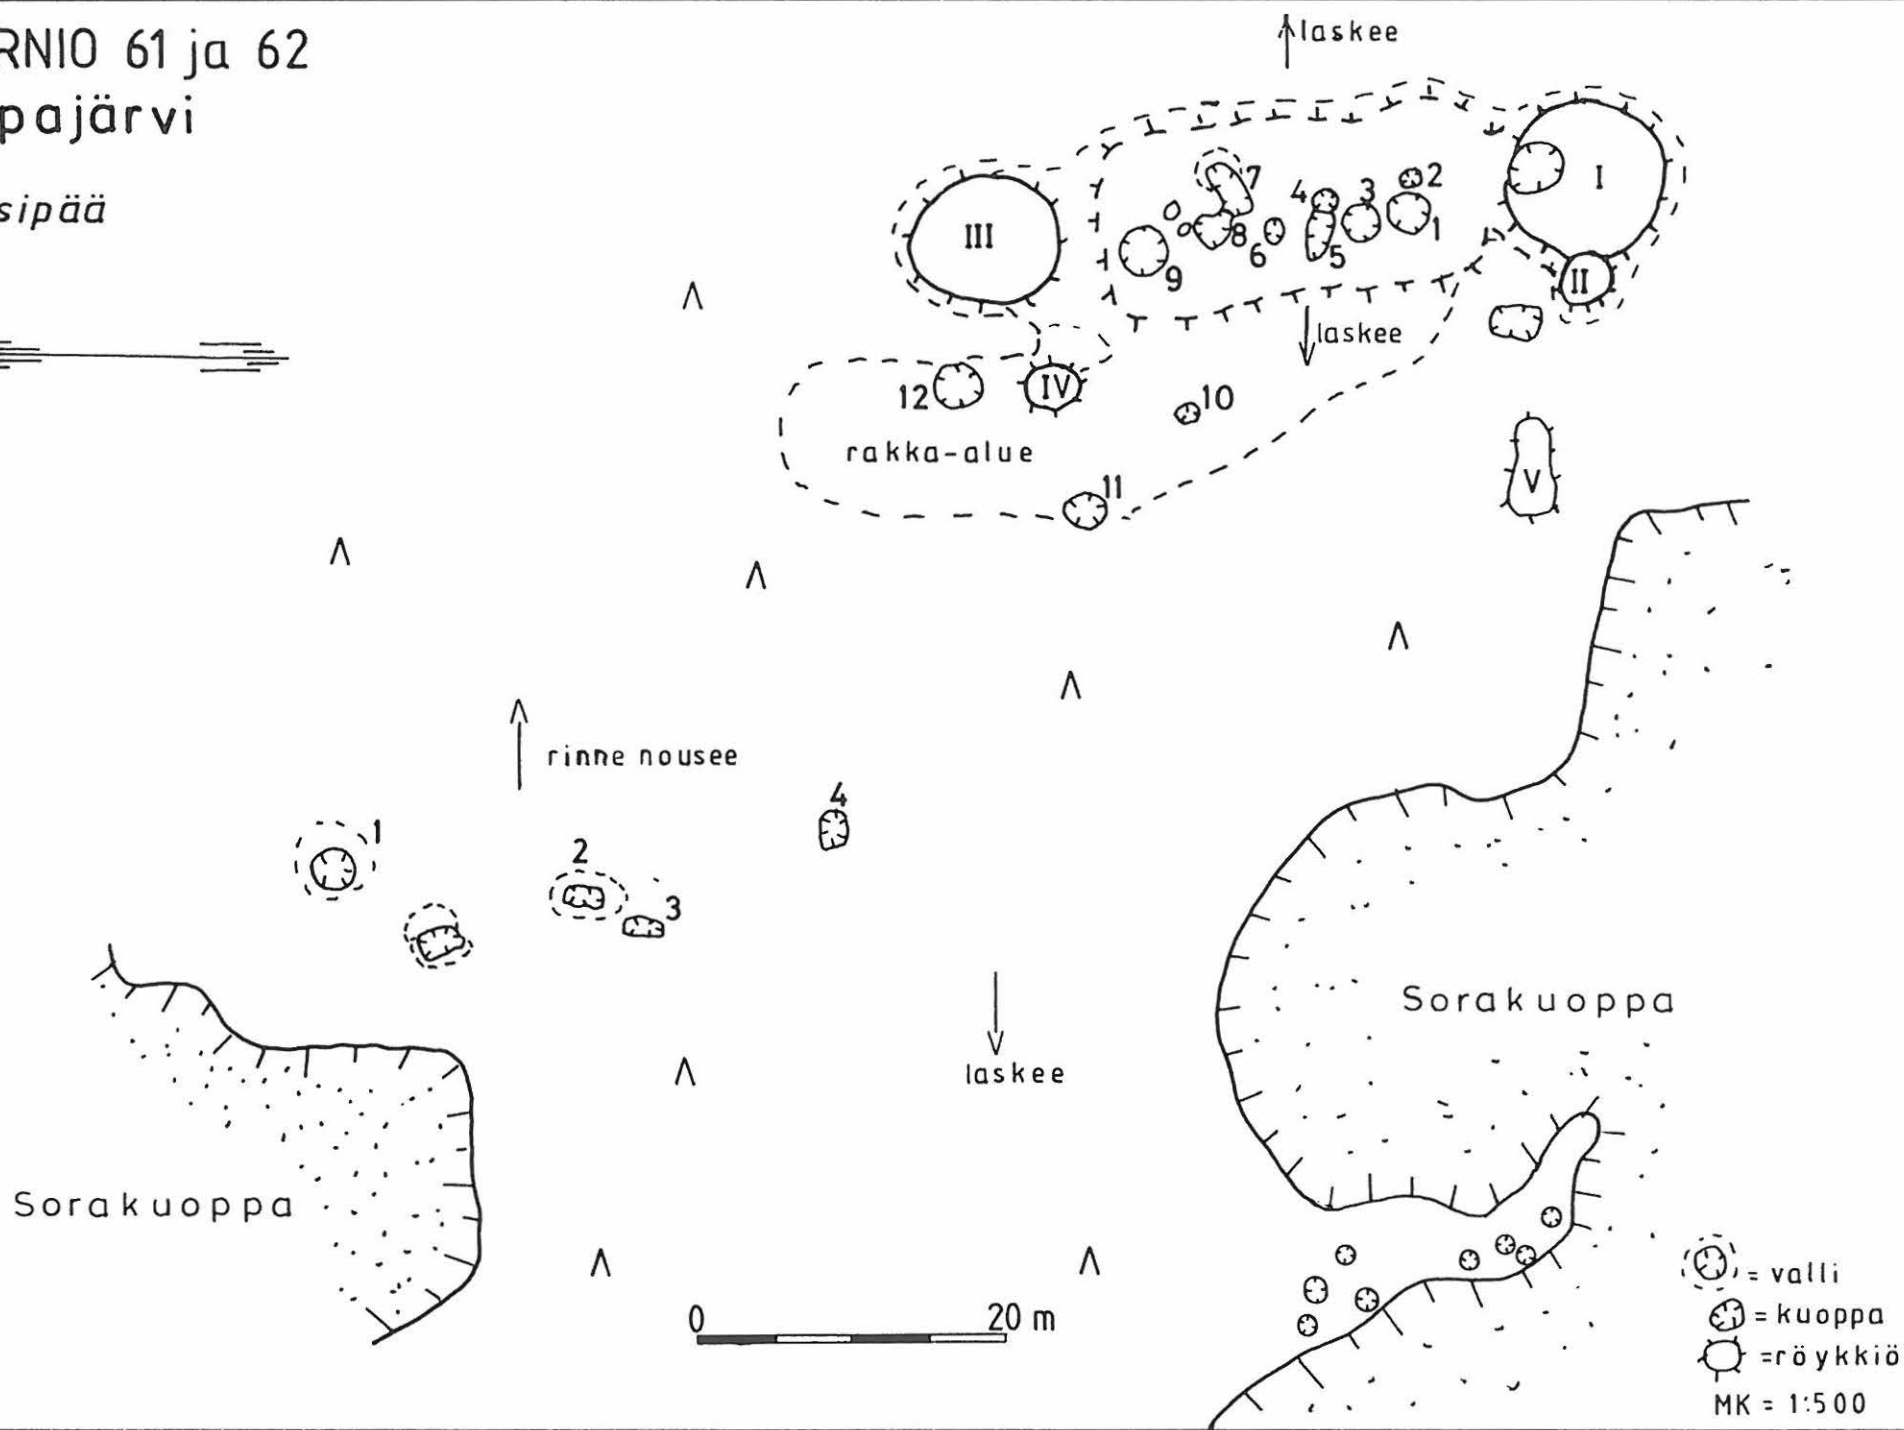 RNIO 61 ja 62
pajärvi
sipää
laskee
I
II
III
IV
V
7
4
3
2
8
6
5
1
9
laskee
12
10
rakka-alue
11
rinne nousee
1
2
3
4
laskee
Sorakuoppa
Sorakuoppa
0 20 m
= valli
= kuoppa
=röykkiö
MK = 1:500